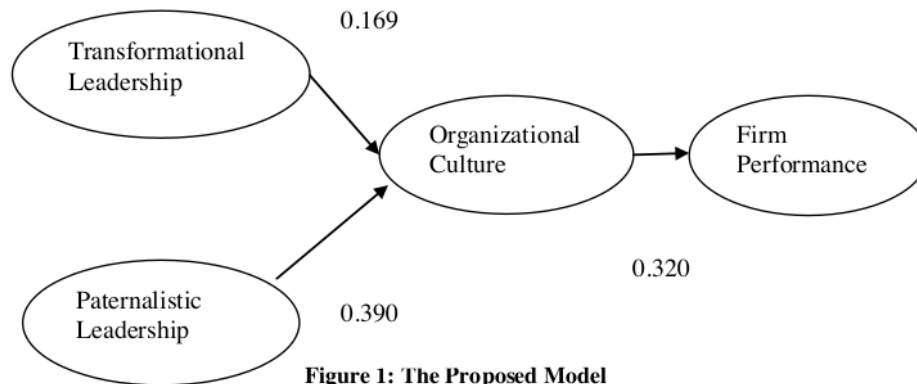 0.169
Transformational
Leadership
Organizational
Culture
Firm
Performance
0.320
Paternalistic
Leadership
0.390
Figure 1: The Proposed Model